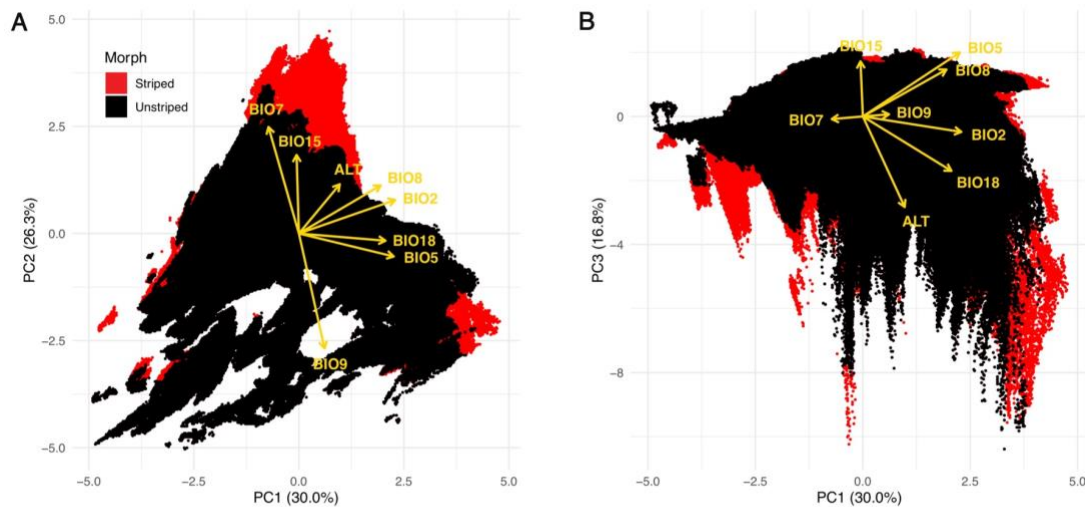 A
5.0
2.5
0.0
-2.5
-5.0
PC2 (26.3%)
Morph
Striped
Unstriped
BIO7
BIO15
ALT
BIO8
BIO2
BIO18
BIO5
BIO9
-5.0
-2.5
0.0
2.5
5.0
PC1 (30.0%)
B
0
-4
-8
PC3 (16.8%)
BIO15
BIO5
BIO8
BIO7
BIO9
BIO2
BIO18
ALT
-5.0
-2.5
0.0
2.5
5.0
PC1 (30.0%)